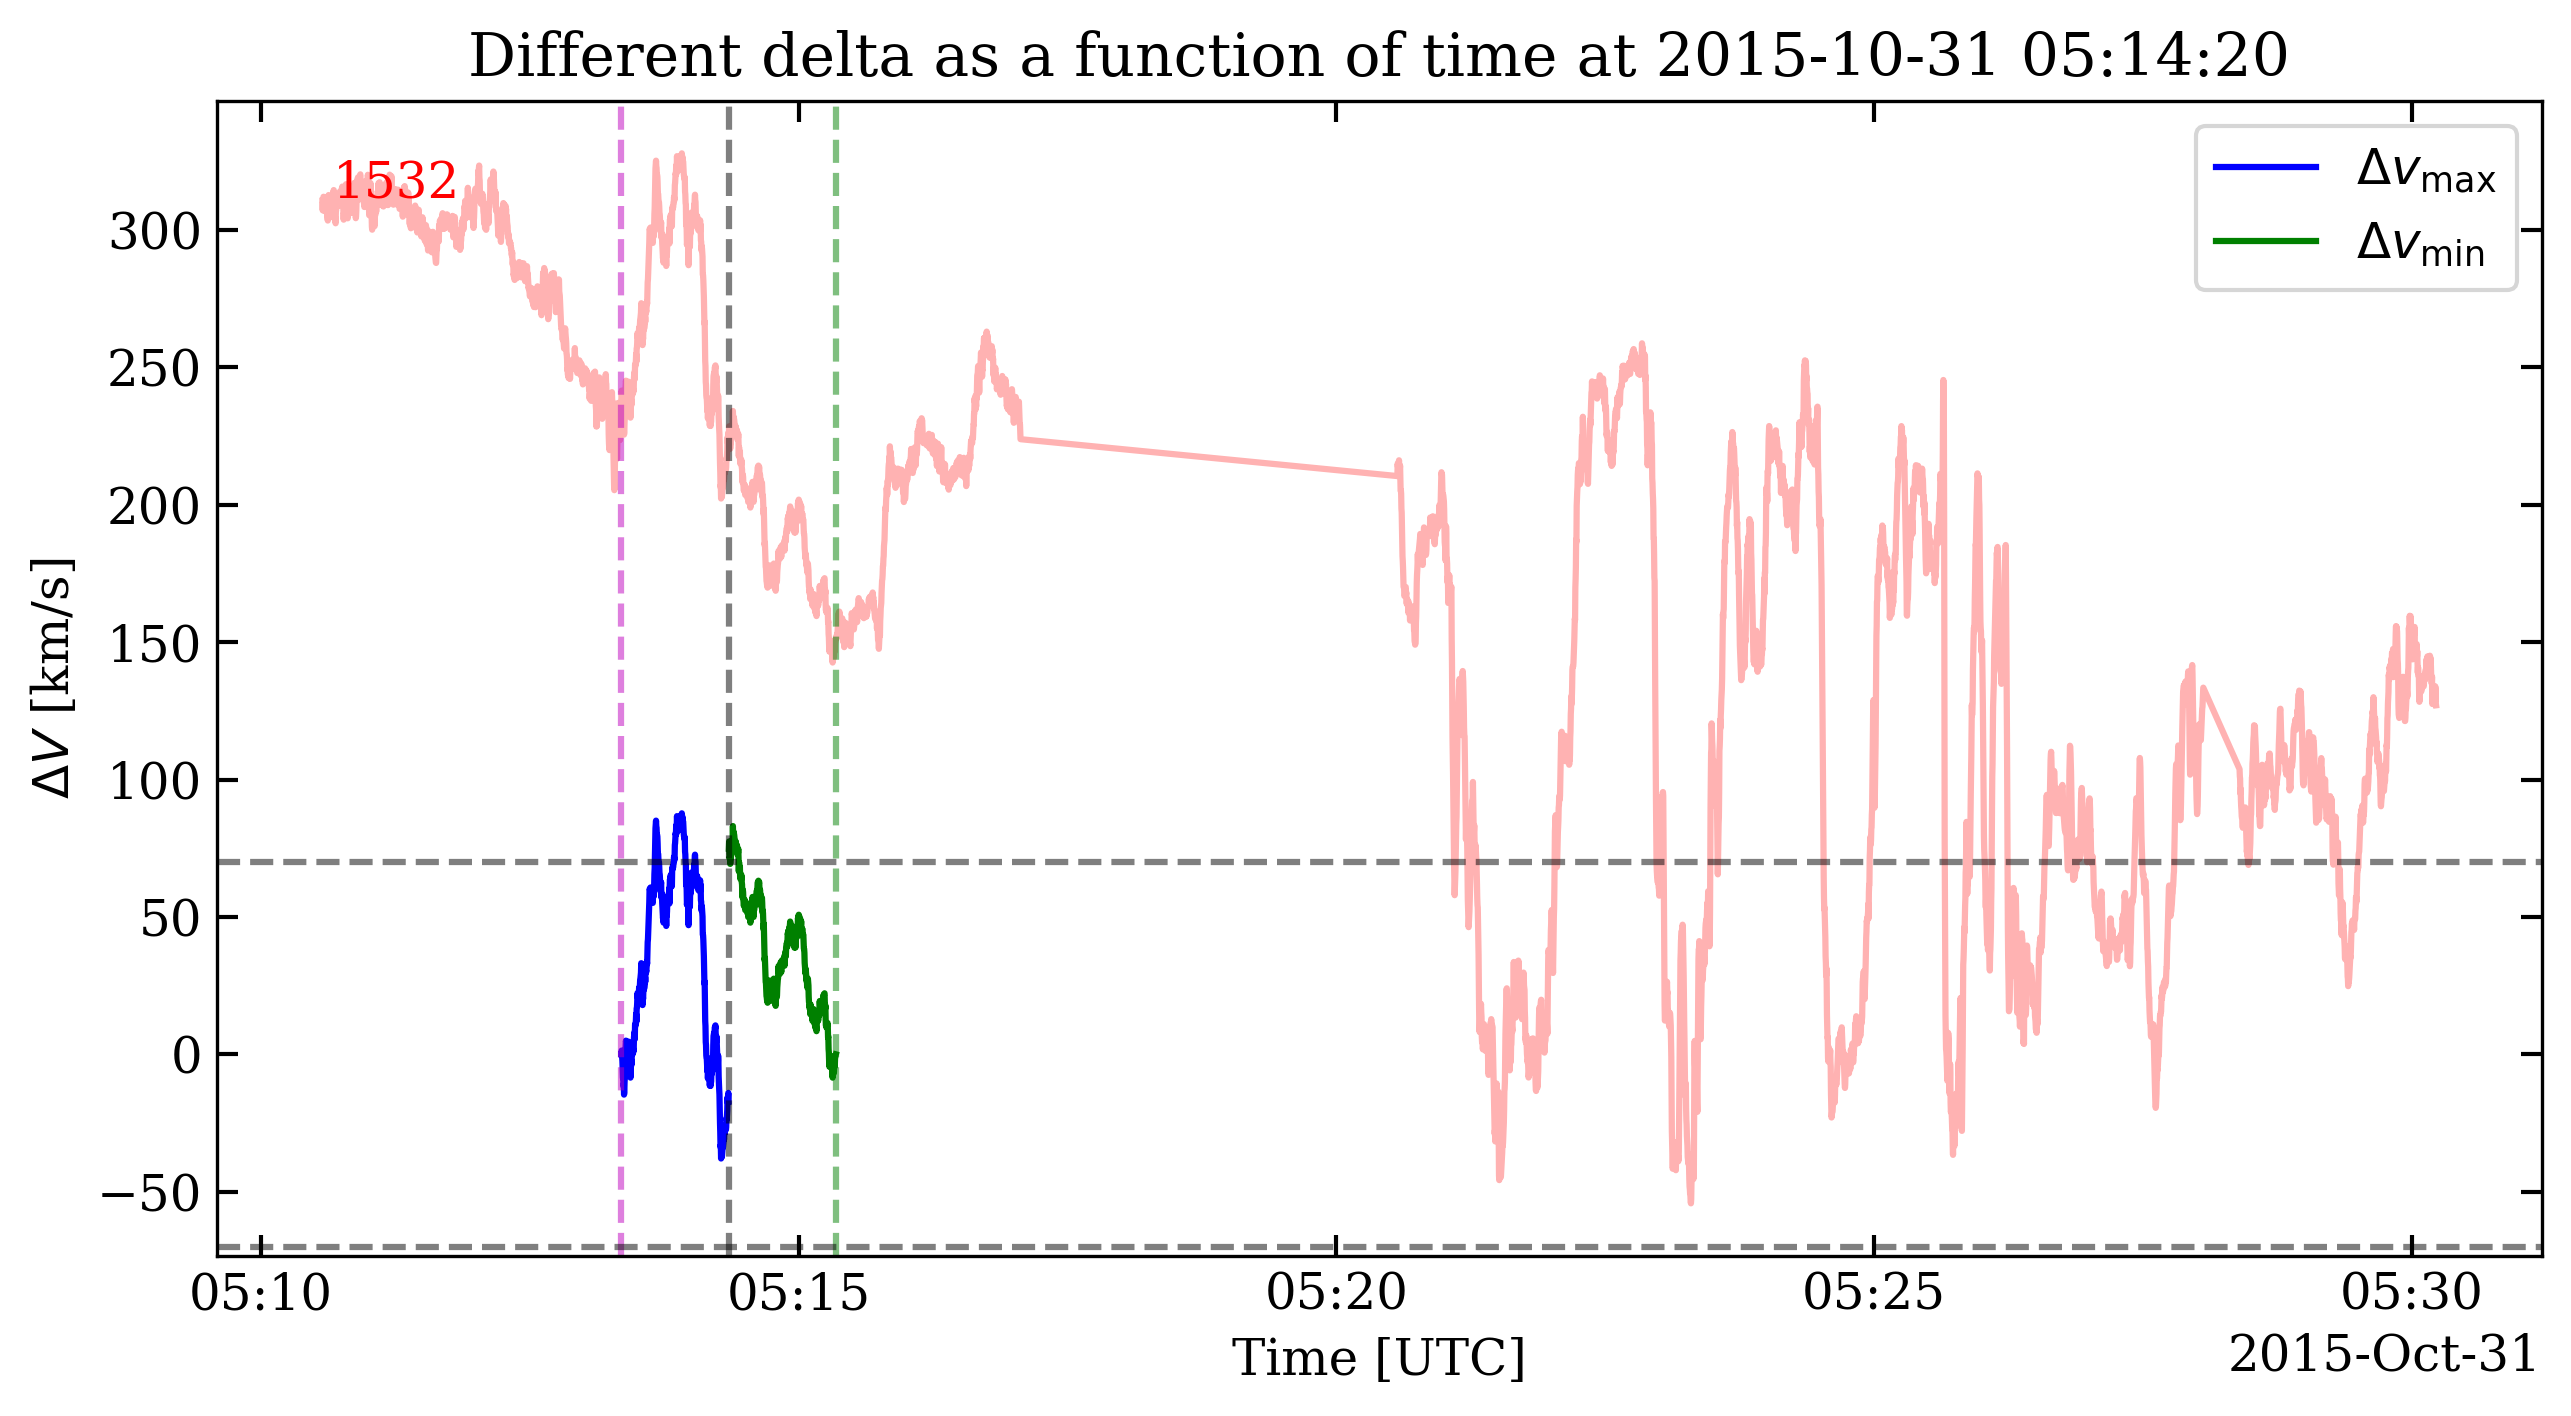 Different delta as a function of time at 2015-10-31 05:14:20
1532
Δv_max
Δv_min
300
250
200
150
100
50
0
−50
ΔV [km/s]
05:10 05:15 05:20 05:25 05:30
Time [UTC]
2015-Oct-31